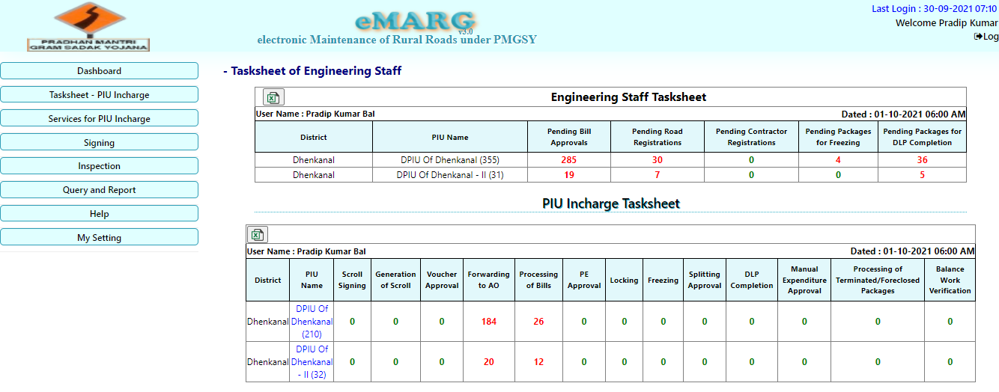 Last Login : 30-09-2021 07:10
Welcome Pradip Kumar
Log
PRADHAN MANTRI
GRAM SADAK YOJANA
eMARG
v3.0
electronic Maintenance of Rural Roads under PMGSY
Dashboard
Tasksheet - PIU Incharge
Services for PIU Incharge
Signing
Inspection
Query and Report
Help
My Setting
- Tasksheet of Engineering Staff
Engineering Staff Tasksheet
User Name : Pradip Kumar Bal Dated : 01-10-2021 06:00 AM
District PIU Name Pending Bill Approvals Pending Road Registrations Pending Contractor Registrations Pending Packages for Freezing Pending Packages for DLP Completion
Dhenkanal DPIU Of Dhenkanal (355) 285 30 0 4 36
Dhenkanal DPIU Of Dhenkanal - II (31) 19 7 0 0 5
PIU Incharge Tasksheet
User Name : Pradip Kumar Bal Dated : 01-10-2021 06:00 AM
District PIU Name Scroll Signing Generation of Scroll Voucher Approval Forwarding to AO Processing of Bills PE Approval Locking Freezing Splitting Approval DLP Completion Manual Expenditure Approval Processing of Terminated/Foreclosed Packages Balance Work Verification
Dhenkanal DPIU Of Dhenkanal (210) 0 0 0 184 26 0 0 0 0 0 0 0 0
Dhenkanal DPIU Of Dhenkanal - II (32) 0 0 0 20 12 0 0 0 0 0 0 0 0